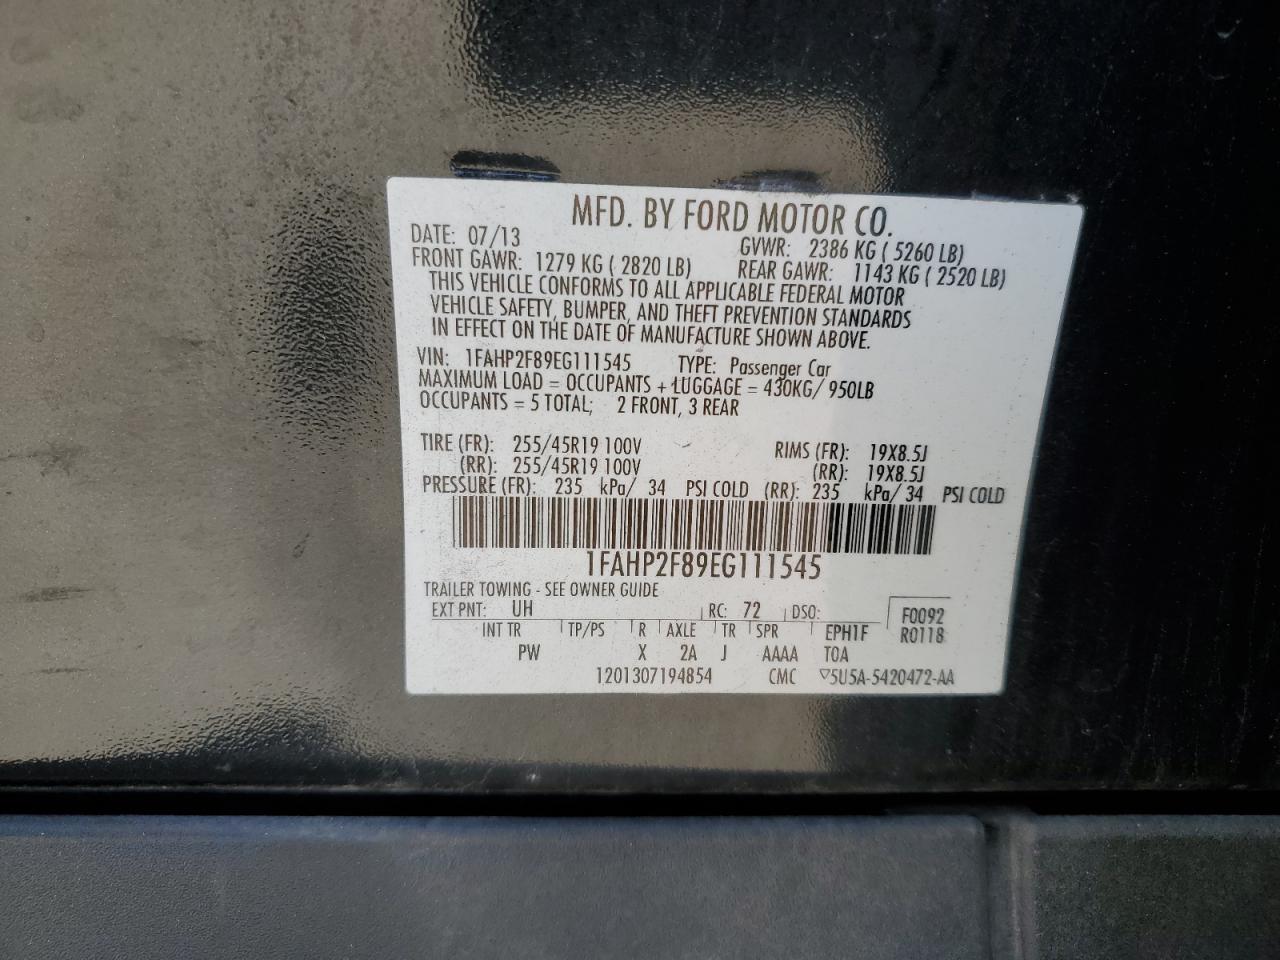 MFD. BY FORD MOTOR CO.
DATE: 07/13 GVWR: 2386 KG ( 5260 LB)
FRONT GAWR: 1279 KG ( 2820 LB) REAR GAWR: 1143 KG ( 2520 LB)
THIS VEHICLE CONFORMS TO ALL APPLICABLE FEDERAL MOTOR
VEHICLE SAFETY, BUMPER, AND THEFT PREVENTION STANDARDS
IN EFFECT ON THE DATE OF MANUFACTURE SHOWN ABOVE.
VIN: 1FAHP2F89EG111545 TYPE: Passenger Car
MAXIMUM LOAD = OCCUPANTS + LUGGAGE = 430KG/ 950LB
OCCUPANTS = 5 TOTAL; 2 FRONT, 3 REAR
TIRE (FR): 255/45R19 100V RIMS (FR): 19X8.5J
(RR): 255/45R19 100V (RR): 19X8.5J
PRESSURE (FR): 235 kPa/ 34 PSI COLD (RR): 235 kPa/ 34 PSI COLD
1FAHP2F89EG111545
TRAILER TOWING - SEE OWNER GUIDE
EXT PNT: UH RC: 72 DSO: F0092
INT TR TP/PS R AXLE TR SPR EPH1F R0118
PW X 2A J AAAA TOA
1201307194854 CMC ▽5U5A-5420472-AA